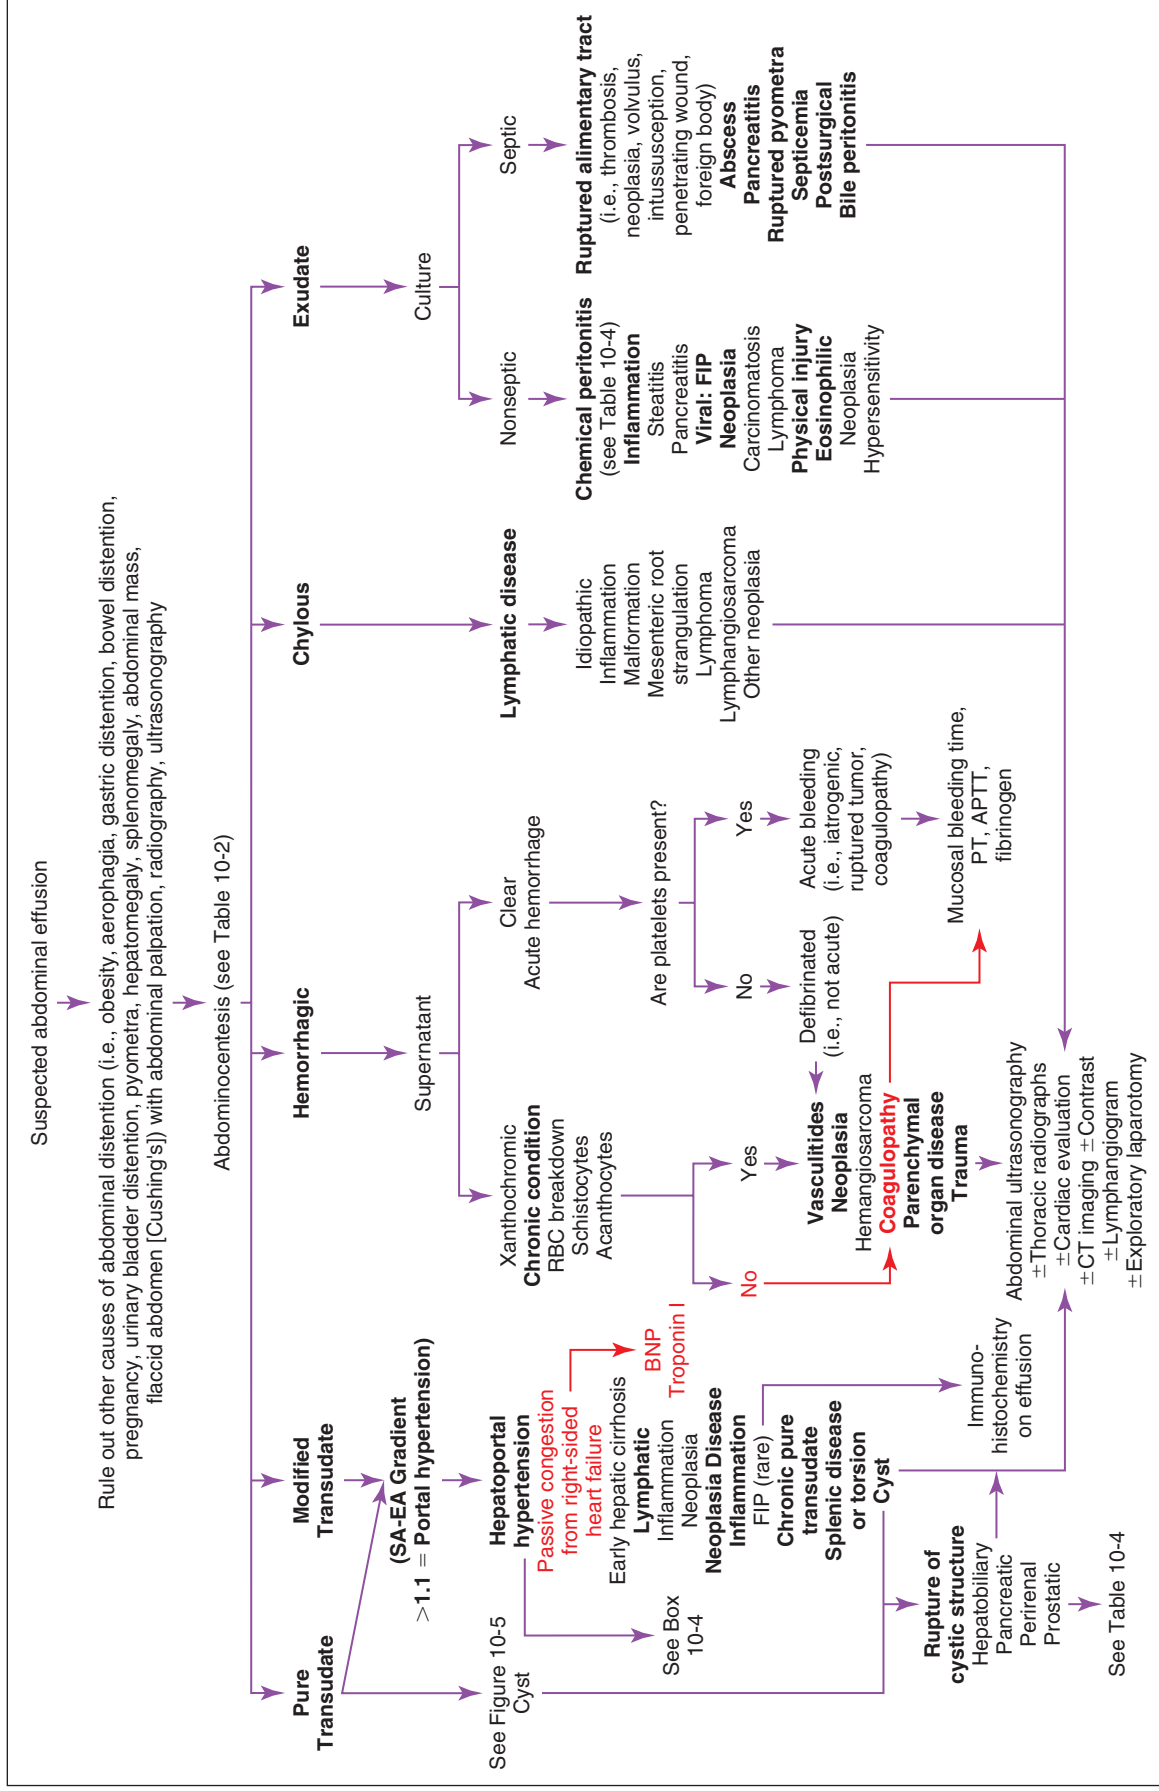 Suspected abdominal effusion
Rule out other causes of abdominal distention (i.e., obesity, aerophagia, gastric distention, bowel distention,
pregnancy, urinary bladder distention, pyometra, hepatomegaly, splenomegaly, abdominal mass,
flaccid abdomen [Cushing's]) with abdominal palpation, radiography, ultrasonography
Abdominocentesis (see Table 10-2)
Pure
Transudate
Modified
Transudate
Hemorrhagic
Chylous
Exudate
(SA-EA Gradient
>1.1 = Portal hypertension)
Supernatant
Culture
See Figure 10-5
Cyst
Hepatoportal
hypertension
Passive congestion
from right-sided
heart failure
Early hepatic cirrhosis
Lymphatic
Inflammation
Neoplasia
Neoplasia Disease
Inflammation
FIP (rare)
Chronic pure
transudate
Splenic disease
or torsion
Cyst
BNP
Troponin I
See Box
10-4
Xanthochromic
Chronic condition
RBC breakdown
Schistocytes
Acanthocytes
Clear
Acute hemorrhage
Lymphatic disease
Nonseptic
Septic
Are platelets present?
No
Yes
No
Yes
Vasculitides
Neoplasia
Hemangiosarcoma
Coagulopathy
Parenchymal
organ disease
Trauma
Defibrinated
(i.e., not acute)
Acute bleeding
(i.e., iatrogenic,
ruptured tumor,
coagulopathy)
Mucosal bleeding time,
PT, APTT,
fibrinogen
Idiopathic
Inflammation
Malformation
Mesenteric root
strangulation
Lymphoma
Lymphangiosarcoma
Other neoplasia
Chemical peritonitis
(see Table 10-4)
Inflammation
Steatitis
Pancreatitis
Viral: FIP
Neoplasia
Carcinomatosis
Lymphoma
Physical injury
Eosinophilic
Neoplasia
Hypersensitivity
Ruptured alimentary tract
(i.e., thrombosis,
neoplasia, volvulus,
intussusception,
penetrating wound,
foreign body)
Abscess
Pancreatitis
Ruptured pyometra
Septicemia
Postsurgical
Bile peritonitis
Rupture of
cystic structure
Hepatobiliary
Pancreatic
Perirenal
Prostatic
See Table 10-4
Immuno-
histochemistry
on effusion
Abdominal ultrasonography
±Thoracic radiographs
±Cardiac evaluation
±CT imaging ±Contrast
±Lymphangiogram
±Exploratory laparotomy